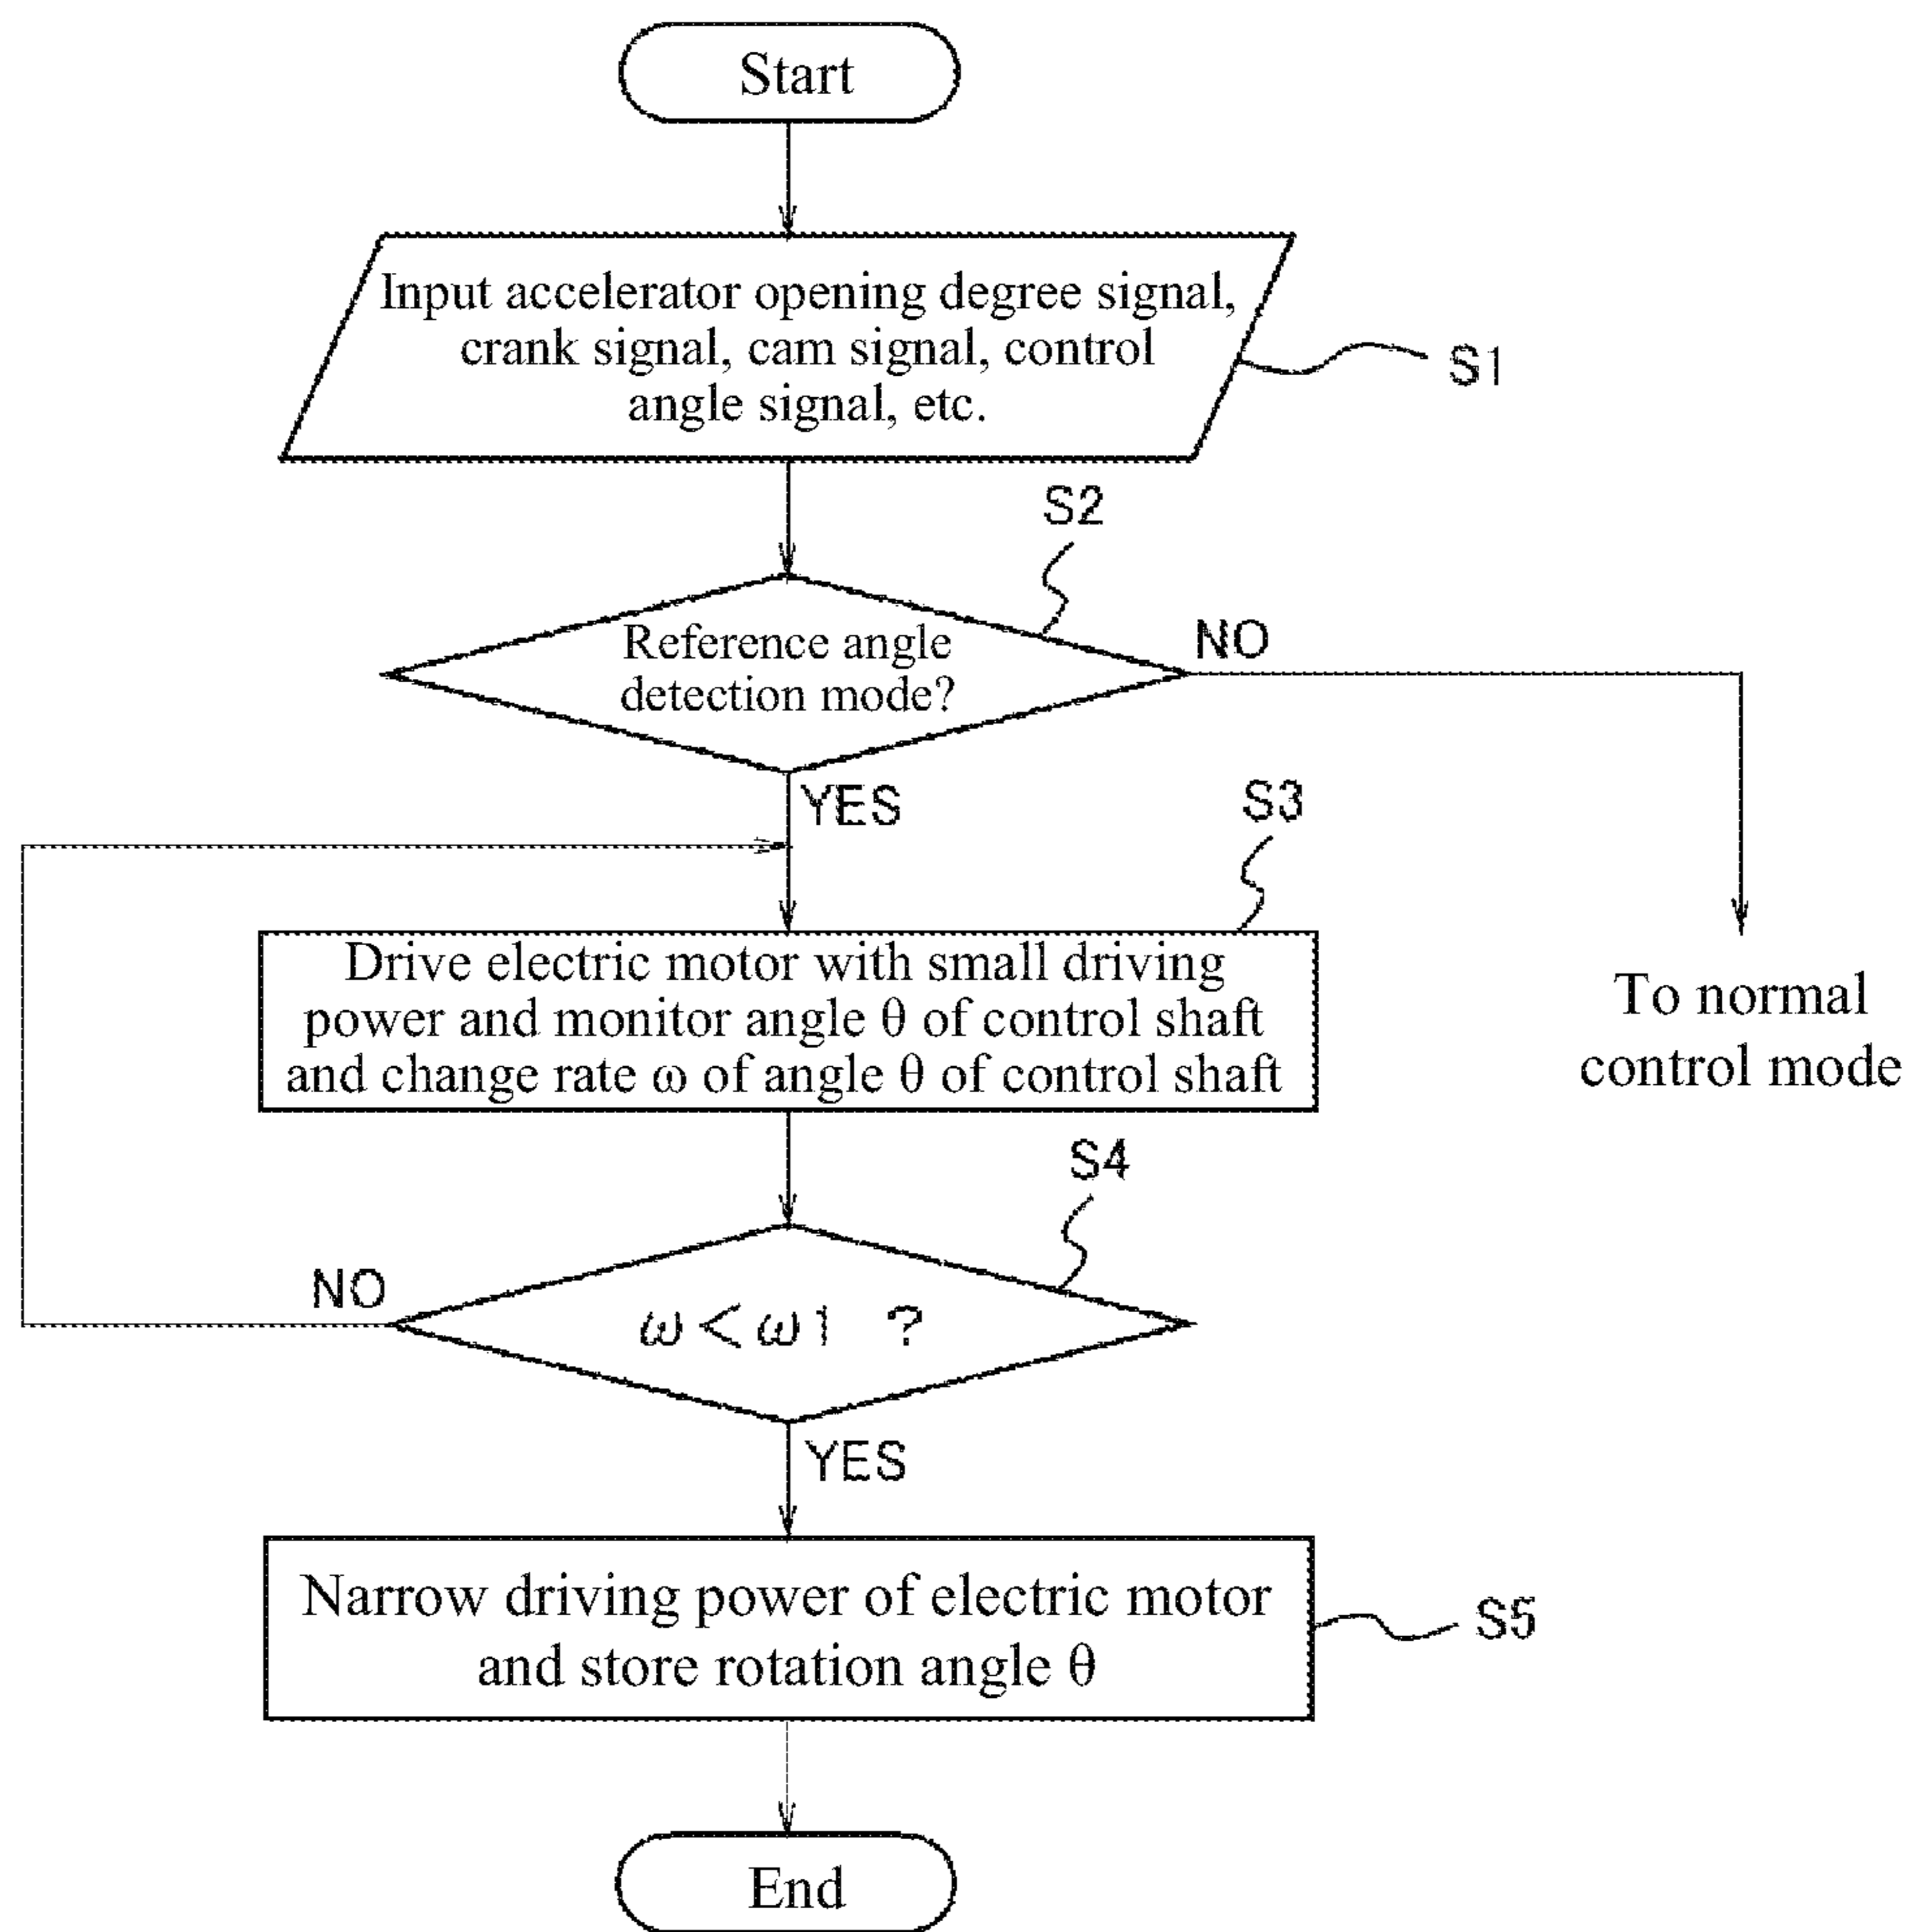 Start
Input accelerator opening degree signal,
crank signal, cam signal, control
angle signal, etc.
S1
S2
Reference angle
detection mode?
NO
YES
S3
Drive electric motor with small driving
power and monitor angle θ of control shaft
and change rate ω of angle θ of control shaft
To normal
control mode
S4
ω<ω1 ?
NO
YES
Narrow driving power of electric motor
and store rotation angle θ
S5
End